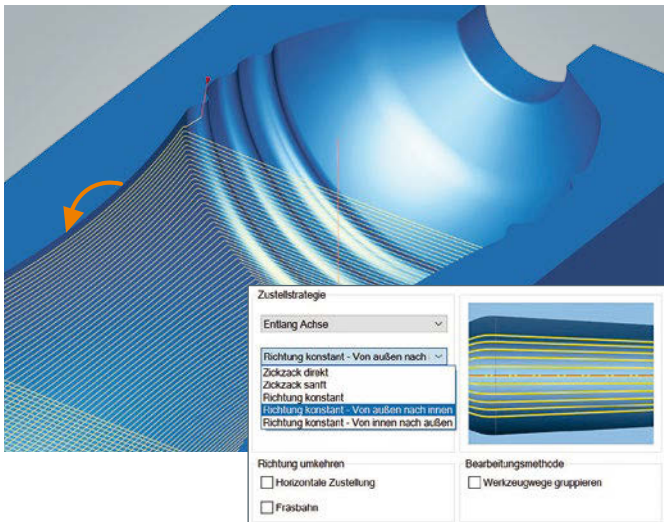 Zustellstrategie
Entlang Achse
Richtung konstant - Von außen nach
Zickzack direkt
Zickzack sanft
Richtung konstant
Richtung konstant - Von außen nach innen
Richtung konstant - Von innen nach außen
Richtung umkehren
Horizontale Zustellung
Fräsbahn
Bearbeitungsmethode
Werkzeugwege gruppieren